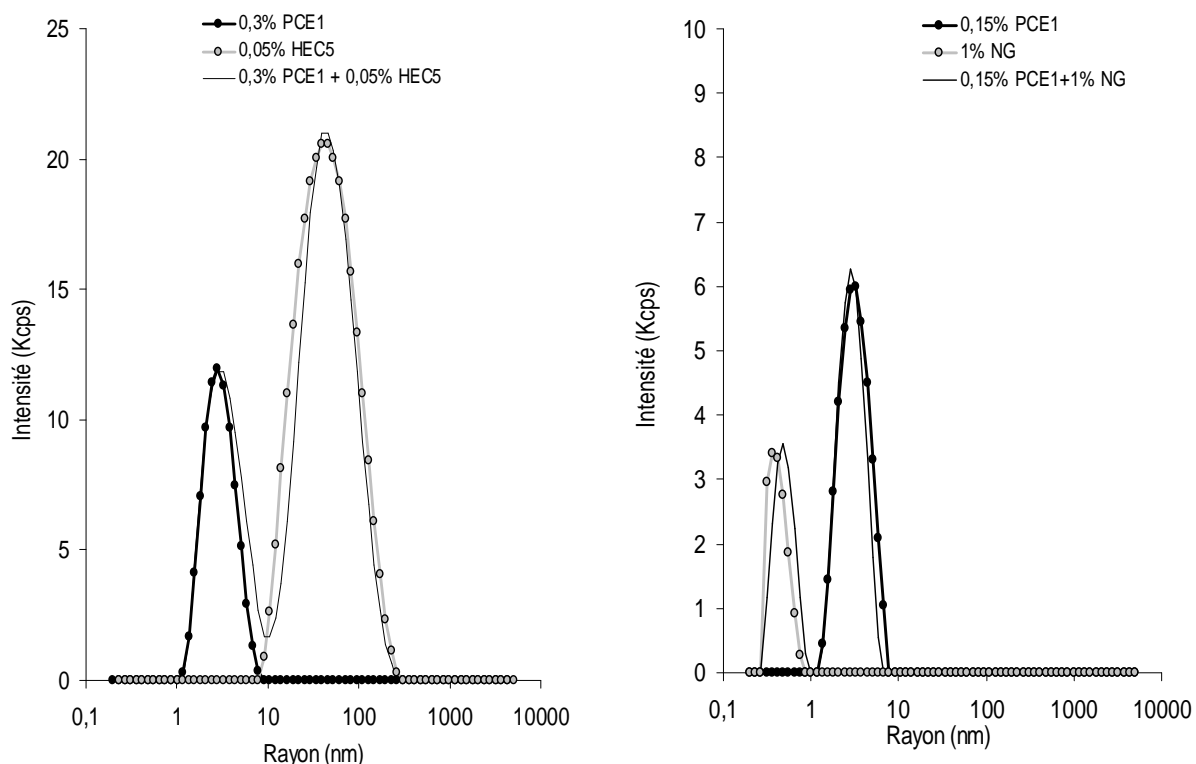 0,3% PCE1
0,05% HEC5
0,3% PCE1 + 0,05% HEC5
25
20
15
10
5
0
Intensité (Kcps)
0,1 1 10 100 1000 10000
Rayon (nm)
0,15% PCE1
1% NG
0,15% PCE1+1% NG
10
9
8
7
6
5
4
3
2
1
0
Intensité (Kcps)
0,1 1 10 100 1000 10000
Rayon (nm)